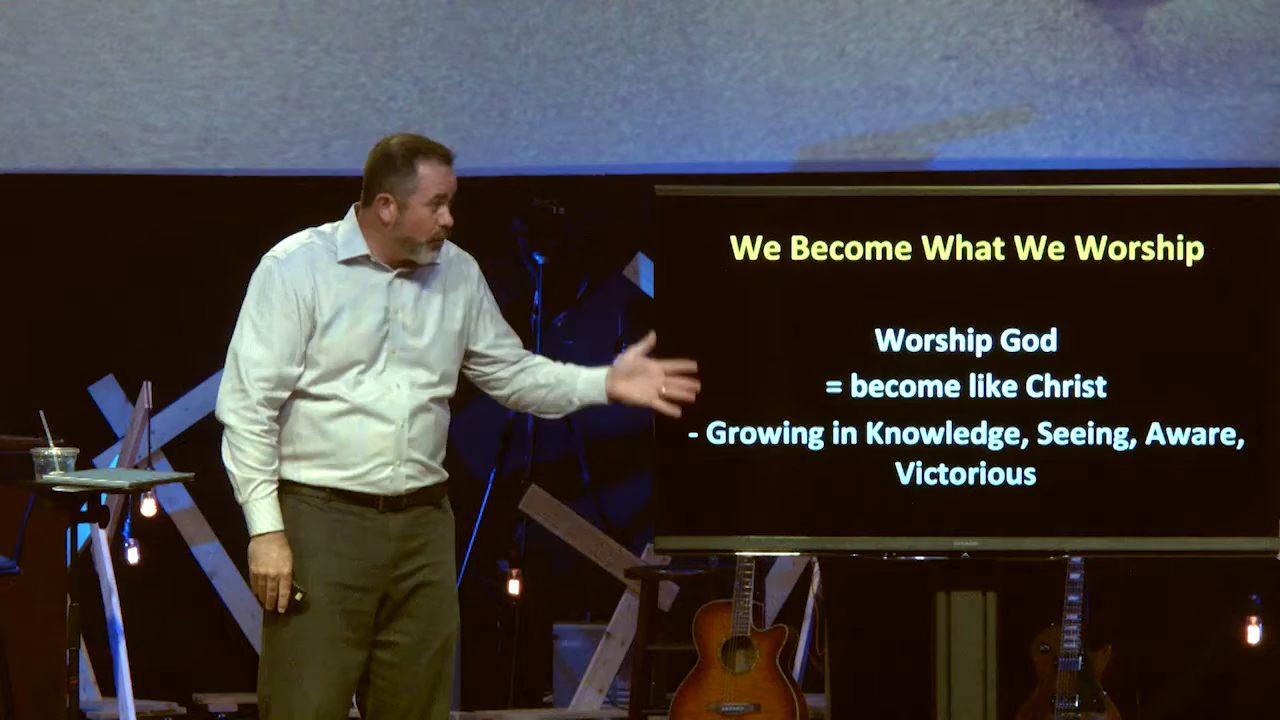 We Become What We Worship
Worship God
= become like Christ
- Growing in Knowledge, Seeing, Aware,
Victorious